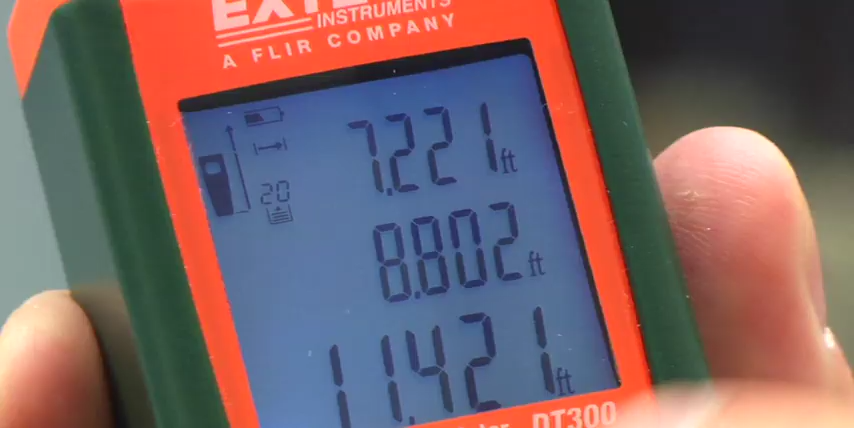 INSTRUMENTS
A FLIR COMPANY
7.221 ft
20
8.802 ft
11.421 ft
DT300